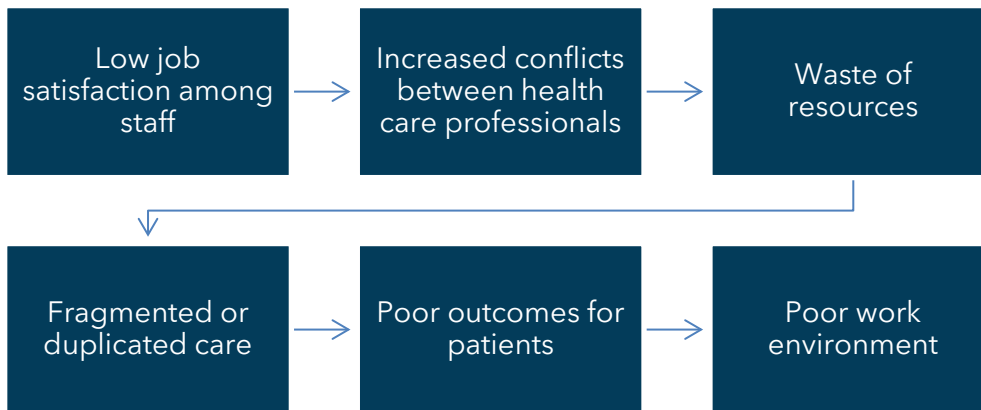 Low job
satisfaction among
staff
Increased conflicts
between health
care professionals
Waste of
resources
Fragmented or
duplicated care
Poor outcomes for
patients
Poor work
environment